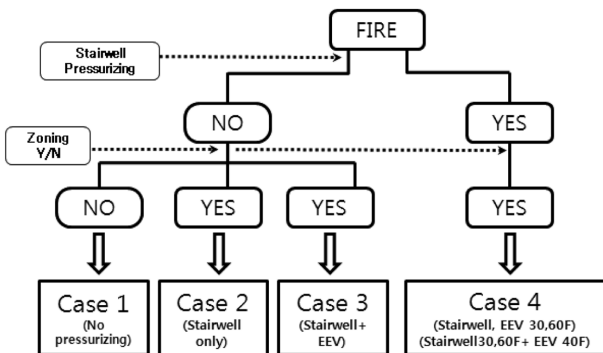 FIRE
Stairwell
Pressurizing
NO
YES
Zoning
Y/N
NO
YES
YES
YES
Case 1
(No
pressurizing)
Case 2
(Stairwell
only)
Case 3
(Stairwell+
EEV)
Case 4
(Stairwell, EEV 30,60F)
(Stairwell30,60F+ EEV 40F)